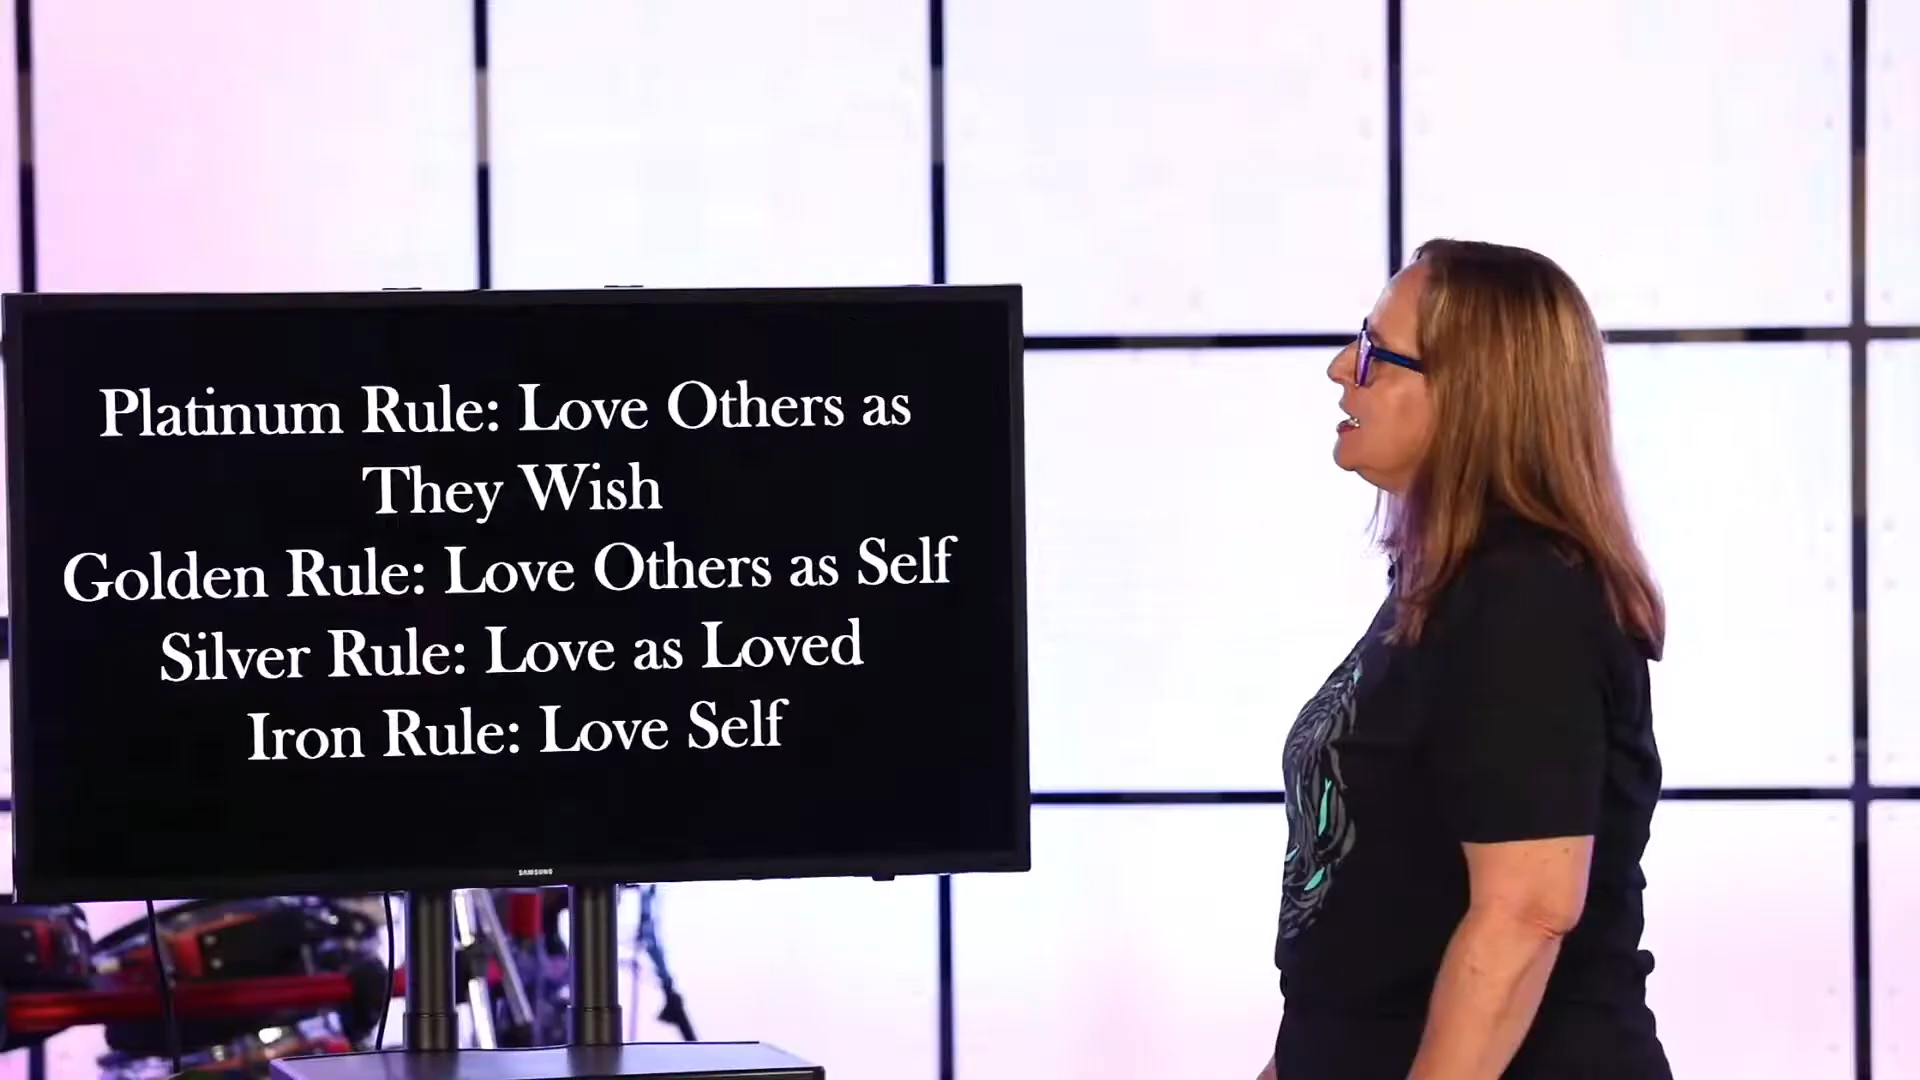 Platinum Rule: Love Others as
They Wish
Golden Rule: Love Others as Self
Silver Rule: Love as Loved
Iron Rule: Love Self
SAMSUNG